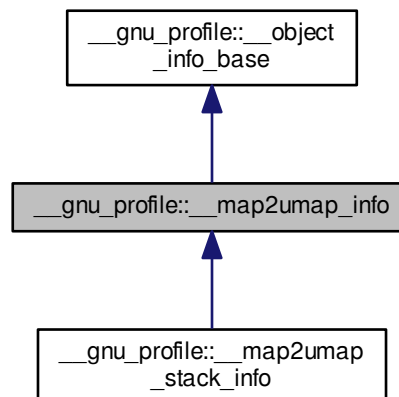 __gnu_profile::__object
_info_base
__gnu_profile::__map2umap_info
__gnu_profile::__map2umap
_stack_info